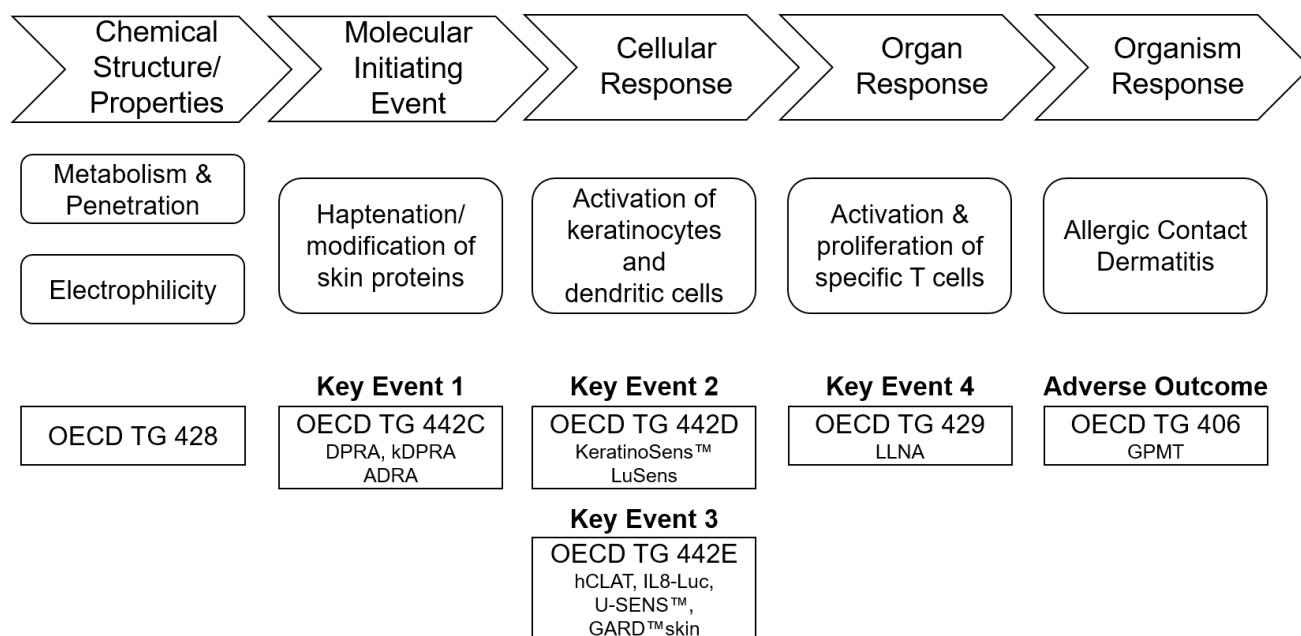 Chemical
Structure/
Properties
Molecular
Initiating
Event
Cellular
Response
Organ
Response
Organism
Response
Metabolism &
Penetration
Electrophilicity
Haptenation/
modification of
skin proteins
Activation of
keratinocytes
and
dendritic cells
Activation &
proliferation of
specific T cells
Allergic Contact
Dermatitis
OECD TG 428
Key Event 1
OECD TG 442C
DPRA, kDPRA
ADRA
Key Event 2
OECD TG 442D
KeratinoSens™
LuSens
Key Event 3
OECD TG 442E
hCLAT, IL8-Luc,
U-SENS™,
GARD™skin
Key Event 4
OECD TG 429
LLNA
Adverse Outcome
OECD TG 406
GPMT